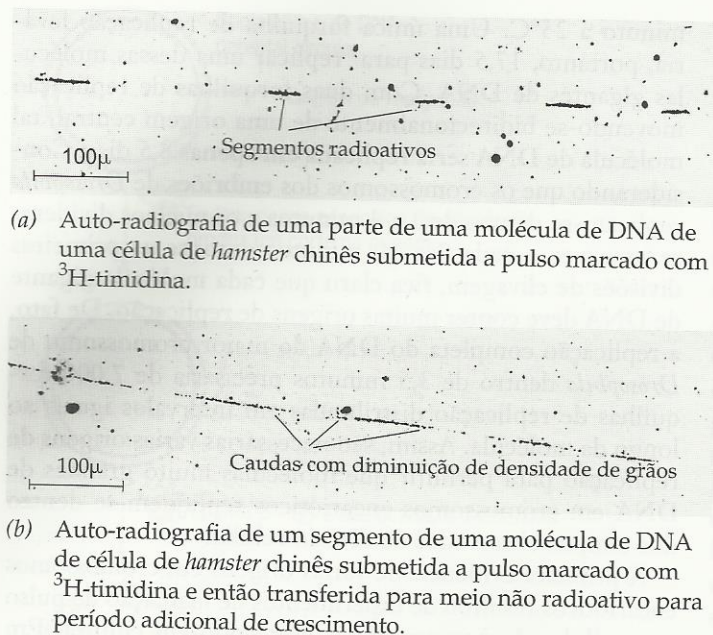 Segmentos radioativos
100µ
(a) Auto-radiografia de uma parte de uma molécula de DNA de
uma célula de hamster chinês submetida a pulso marcado com
³H-timidina.
Caudas com diminuição de densidade de grãos
100µ
(b) Auto-radiografia de um segmento de uma molécula de DNA
de célula de hamster chinês submetida a pulso marcado com
³H-timidina e então transferida para meio não radioativo para
período adicional de crescimento.